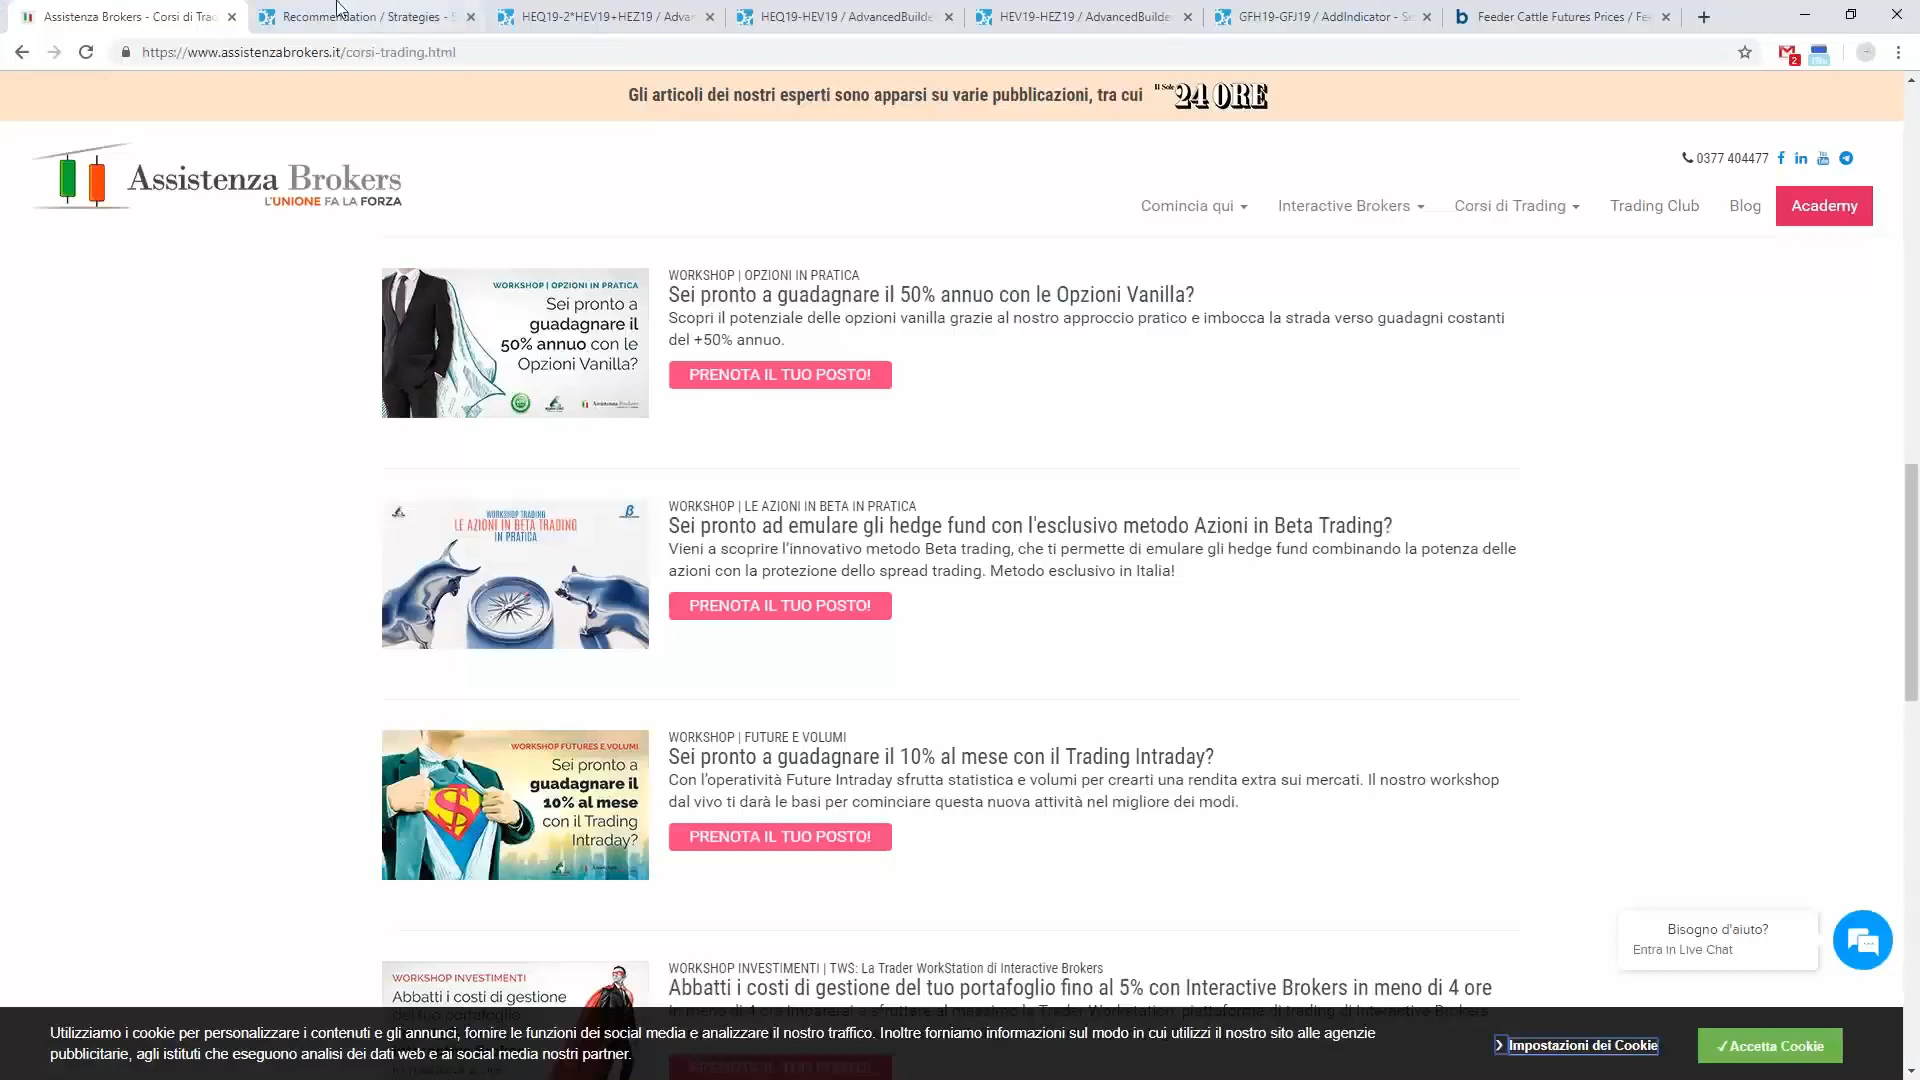 Assistenza Brokers - Corsi di Trac
Recommendation / Strategies - S
HEQ19-2*HEV19+HEZ19 / Advan
HEQ19-HEV19 / AdvancedBuilde
HEV19-HEZ19 / AdvancedBuilde
GFH19-GFJ19 / AddIndicator - Se
Feeder Cattle Futures Prices / Fee
https://www.assistenzabrokers.it/corsi-trading.html
2
Gli articoli dei nostri esperti sono apparsi su varie pubblicazioni, tra cui Il Sole 24 ORE
Assistenza Brokers
L'UNIONE FA LA FORZA
0377 404477
Comincia qui
Interactive Brokers
Corsi di Trading
Trading Club
Blog
Academy
WORKSHOP | OPZIONI IN PRATICA
Sei pronto a
guadagnare il
50% annuo con le
Opzioni Vanilla?
Assistenza Brokers
WORKSHOP | OPZIONI IN PRATICA
Sei pronto a guadagnare il 50% annuo con le Opzioni Vanilla?
Scopri il potenziale delle opzioni vanilla grazie al nostro approccio pratico e imbocca la strada verso guadagni costanti
del +50% annuo.
PRENOTA IL TUO POSTO!
WORKSHOP TRADING
LE AZIONI IN BETA TRADING
IN PRATICA
β
WORKSHOP | LE AZIONI IN BETA IN PRATICA
Sei pronto ad emulare gli hedge fund con l'esclusivo metodo Azioni in Beta Trading?
Vieni a scoprire l'innovativo metodo Beta trading, che ti permette di emulare gli hedge fund combinando la potenza delle
azioni con la protezione dello spread trading. Metodo esclusivo in Italia!
PRENOTA IL TUO POSTO!
WORKSHOP FUTURES E VOLUMI
Sei pronto a
guadagnare il
10% al mese
con il Trading
Intraday?
WORKSHOP | FUTURE E VOLUMI
Sei pronto a guadagnare il 10% al mese con il Trading Intraday?
Con l'operatività Future Intraday sfrutta statistica e volumi per crearti una rendita extra sui mercati. Il nostro workshop
dal vivo ti darà le basi per cominciare questa nuova attività nel migliore dei modi.
PRENOTA IL TUO POSTO!
Bisogno d'aiuto?
Entra in Live Chat
WORKSHOP INVESTIMENTI
Abbatti i costi di gestione
WORKSHOP INVESTIMENTI | TWS: La Trader WorkStation di Interactive Brokers
Abbatti i costi di gestione del tuo portafoglio fino al 5% con Interactive Brokers in meno di 4 ore
Utilizziamo i cookie per personalizzare i contenuti e gli annunci, fornire le funzioni dei social media e analizzare il nostro traffico. Inoltre forniamo informazioni sul modo in cui utilizzi il nostro sito alle agenzie
pubblicitarie, agli istituti che eseguono analisi dei dati web e ai social media nostri partner.
Impostazioni dei Cookie
✓Accetta Cookie